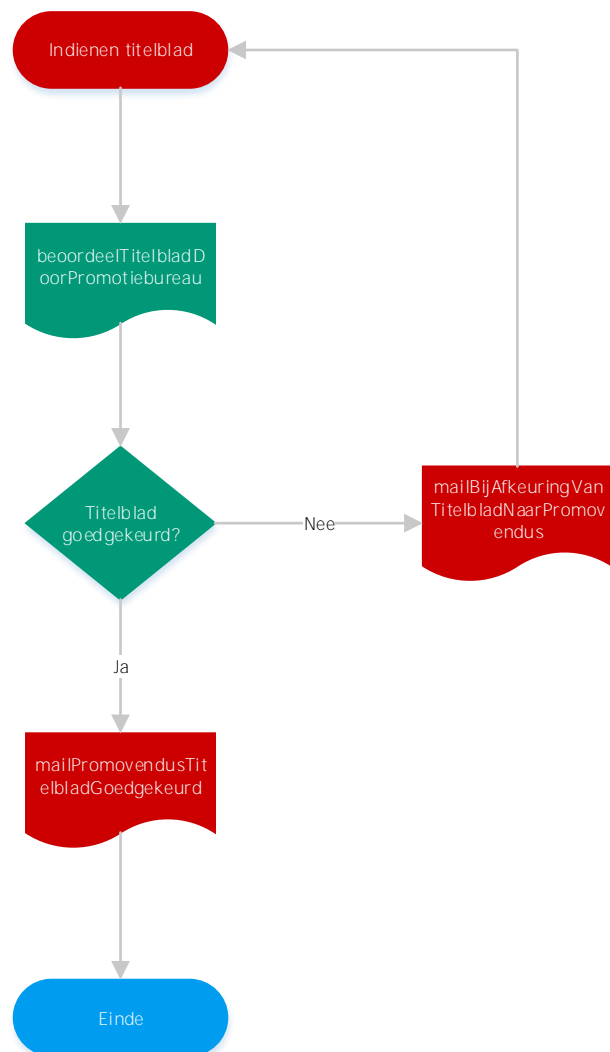 Indienen titelblad
beoordeelTitelbladD
oorPromotiebureau
Titelblad
goedgekeurd?
Nee
mailBijAfkeuringVan
TitelbladNaarPromov
endus
Ja
mailPromovendusTit
elbladGoedgekeurd
Einde